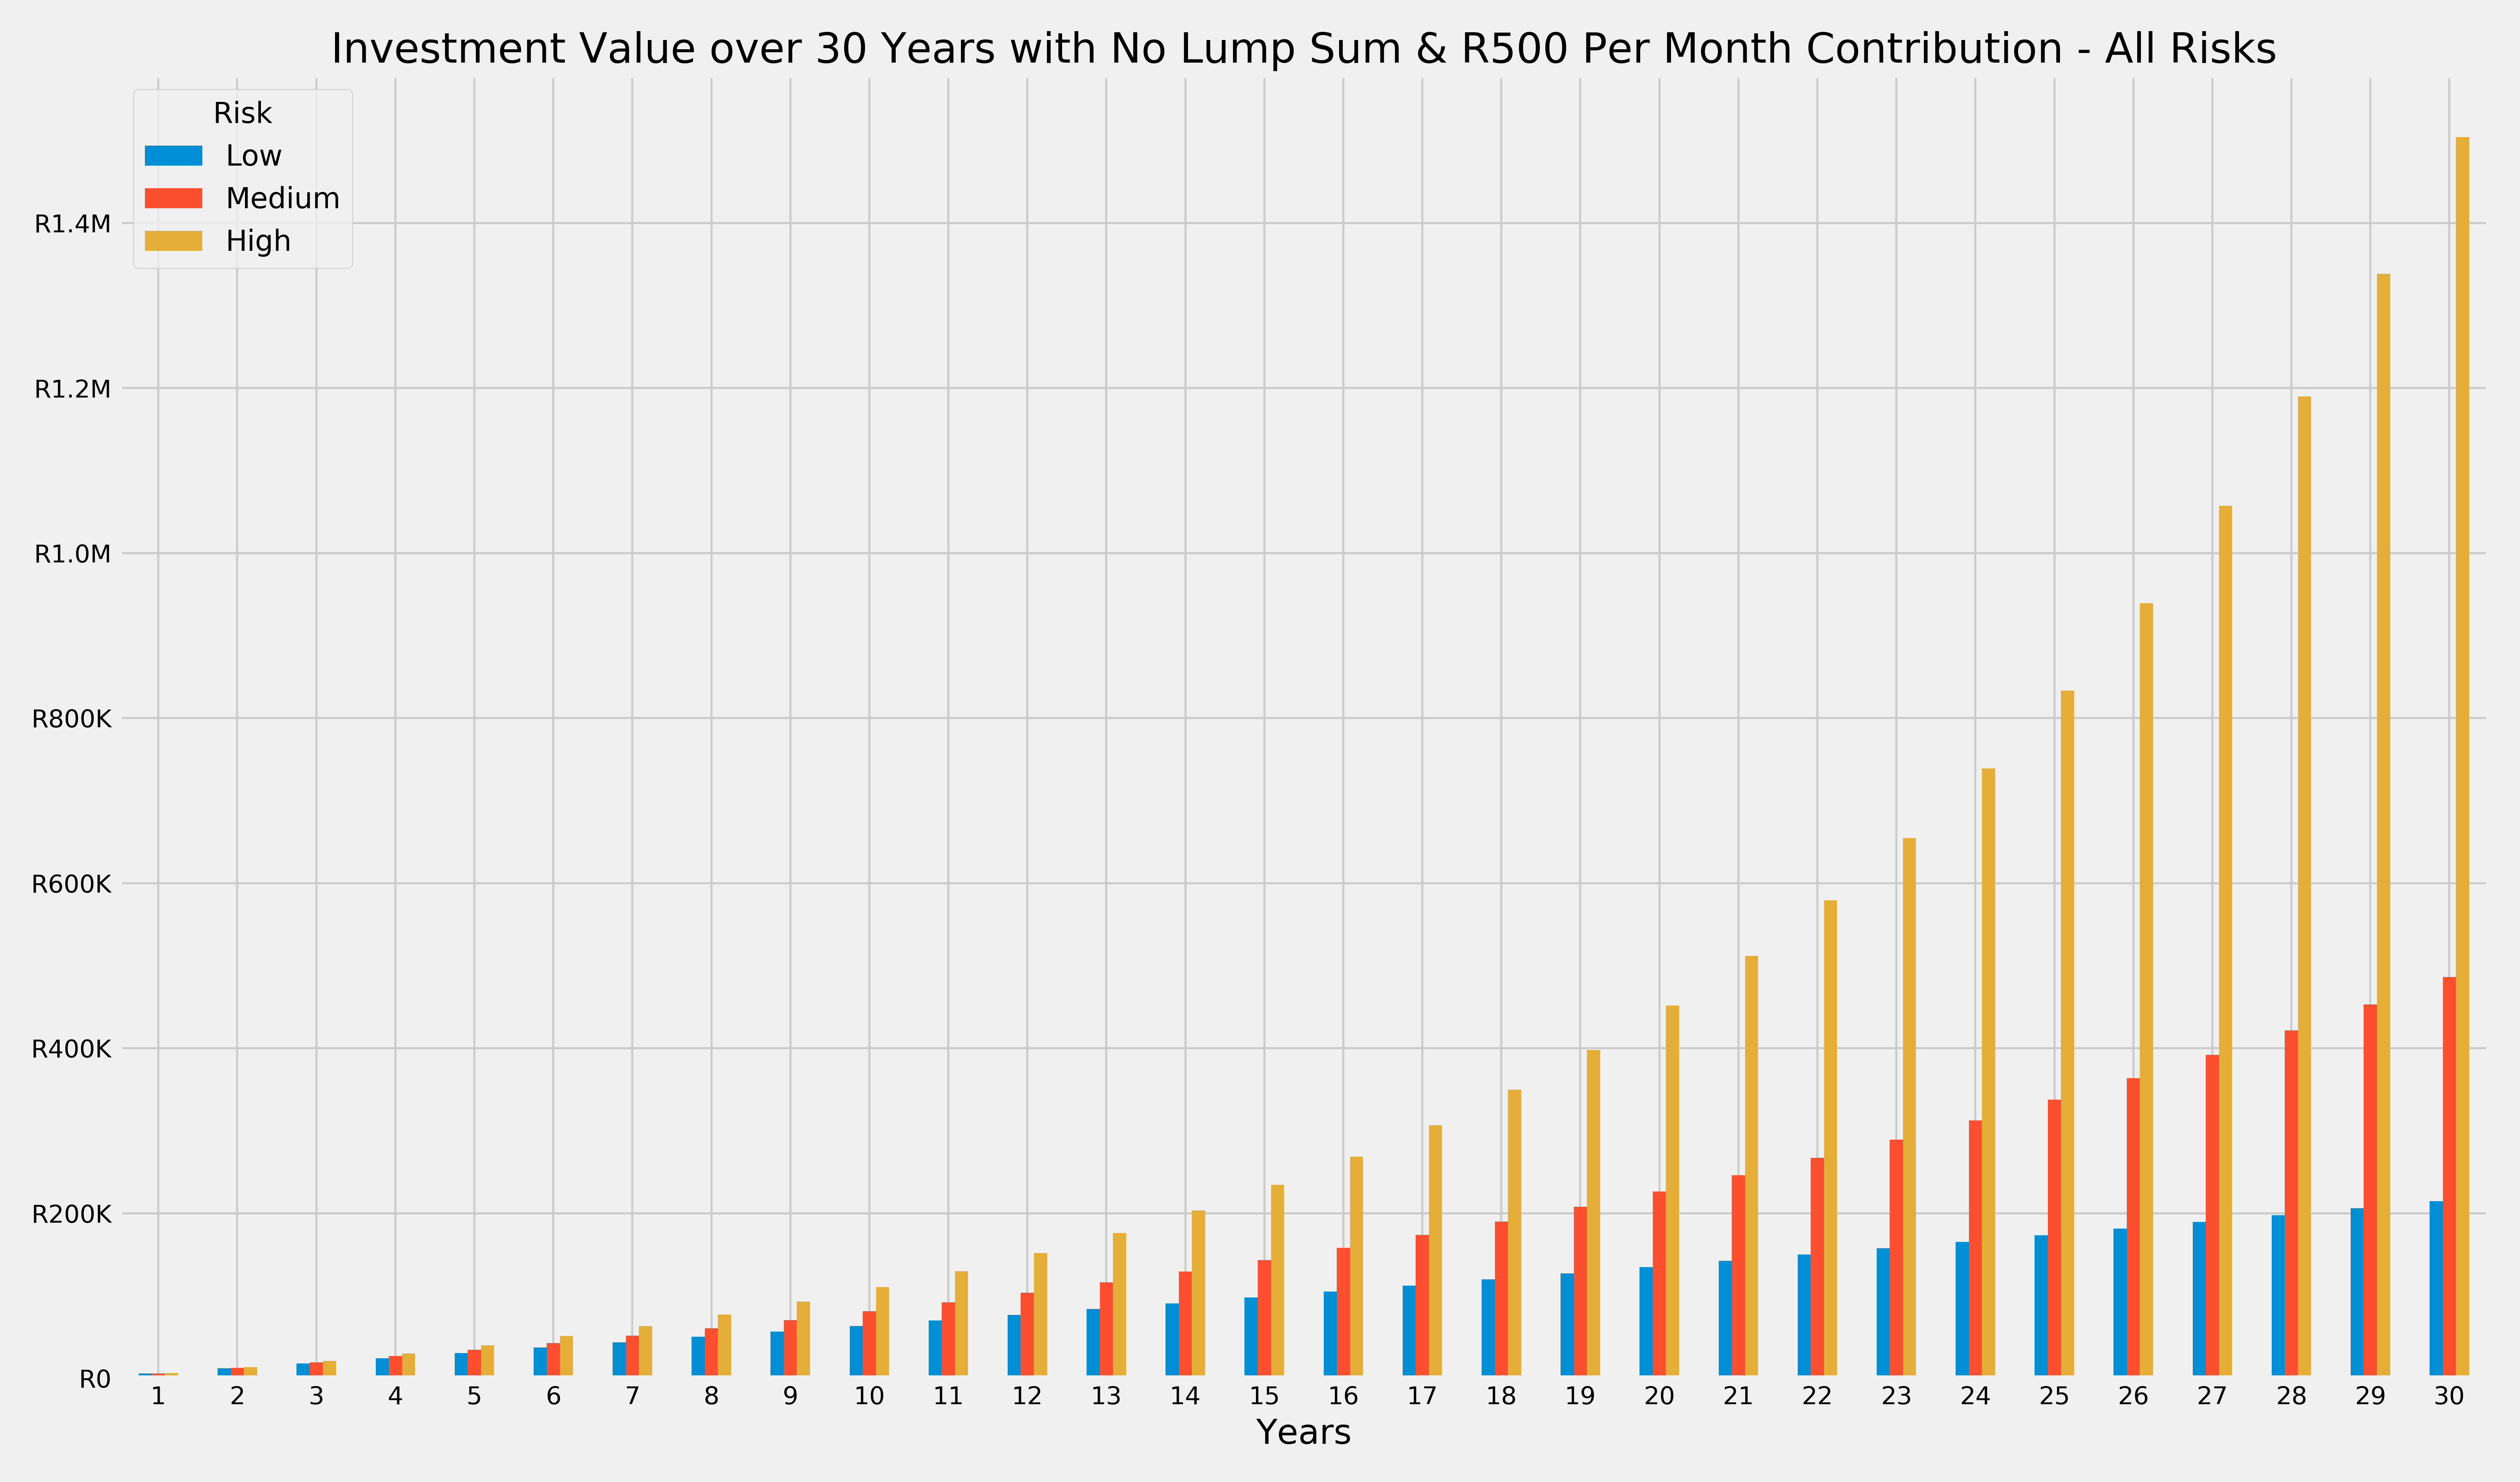 Investment Value over 30 Years with No Lump Sum & R500 Per Month Contribution - All Risks
Risk
Low
Medium
High
R1.4M
R1.2M
R1.0M
R800K
R600K
R400K
R200K
R0
1 2 3 4 5 6 7 8 9 10 11 12 13 14 15 16 17 18 19 20 21 22 23 24 25 26 27 28 29 30
Years